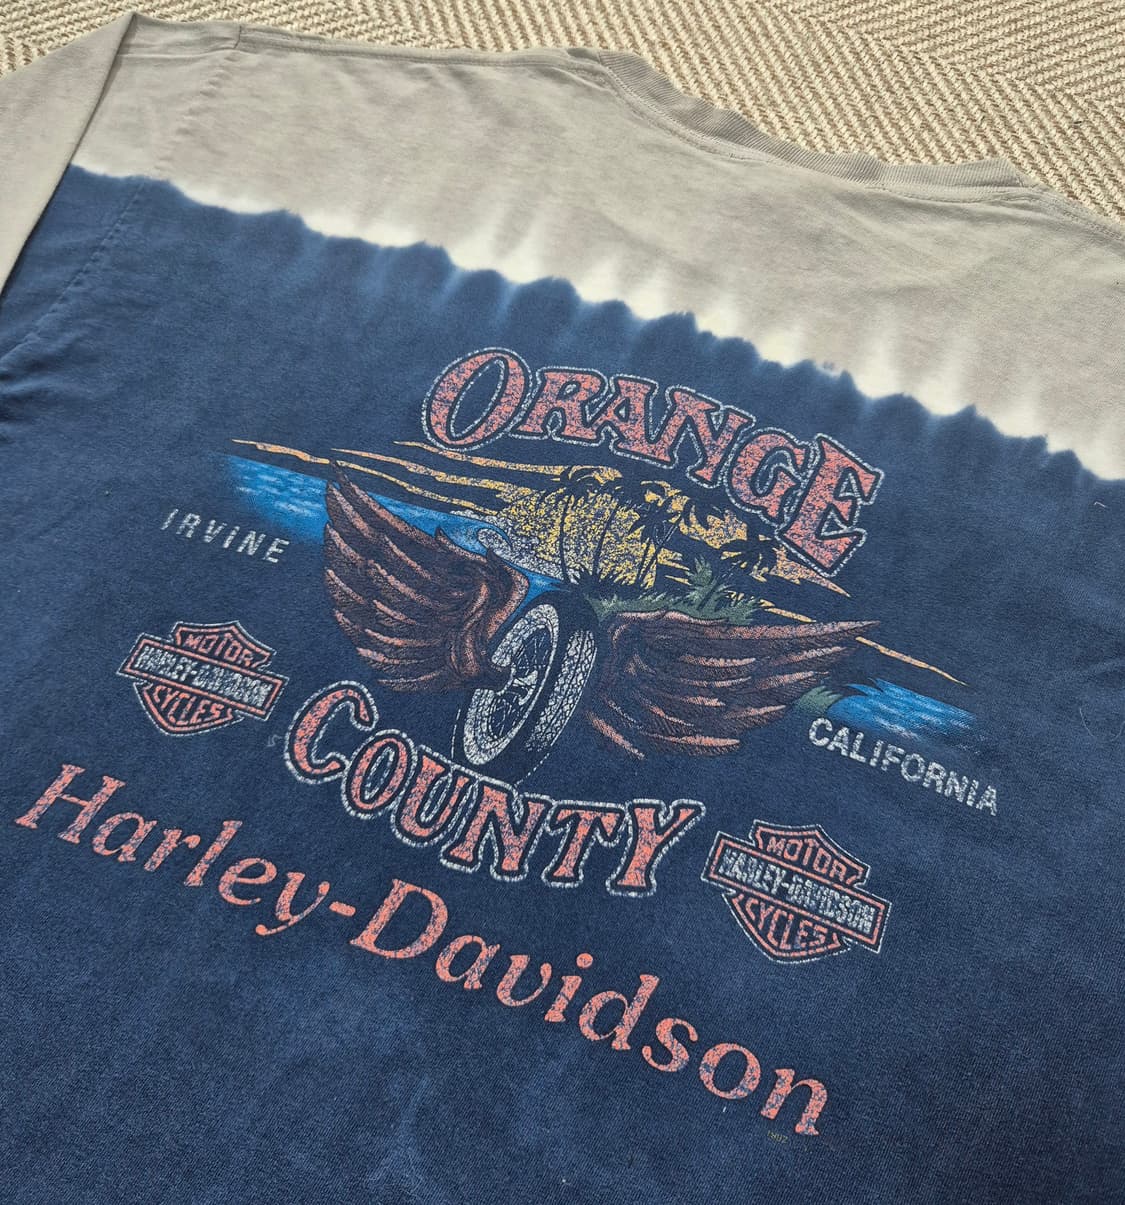 ORANGE
IRVINE
CALIFORNIA
MOTOR
HARLEY-DAVIDSON
CYCLES
COUNTY
MOTOR
HARLEY-DAVIDSON
CYCLES
Harley-Davidson